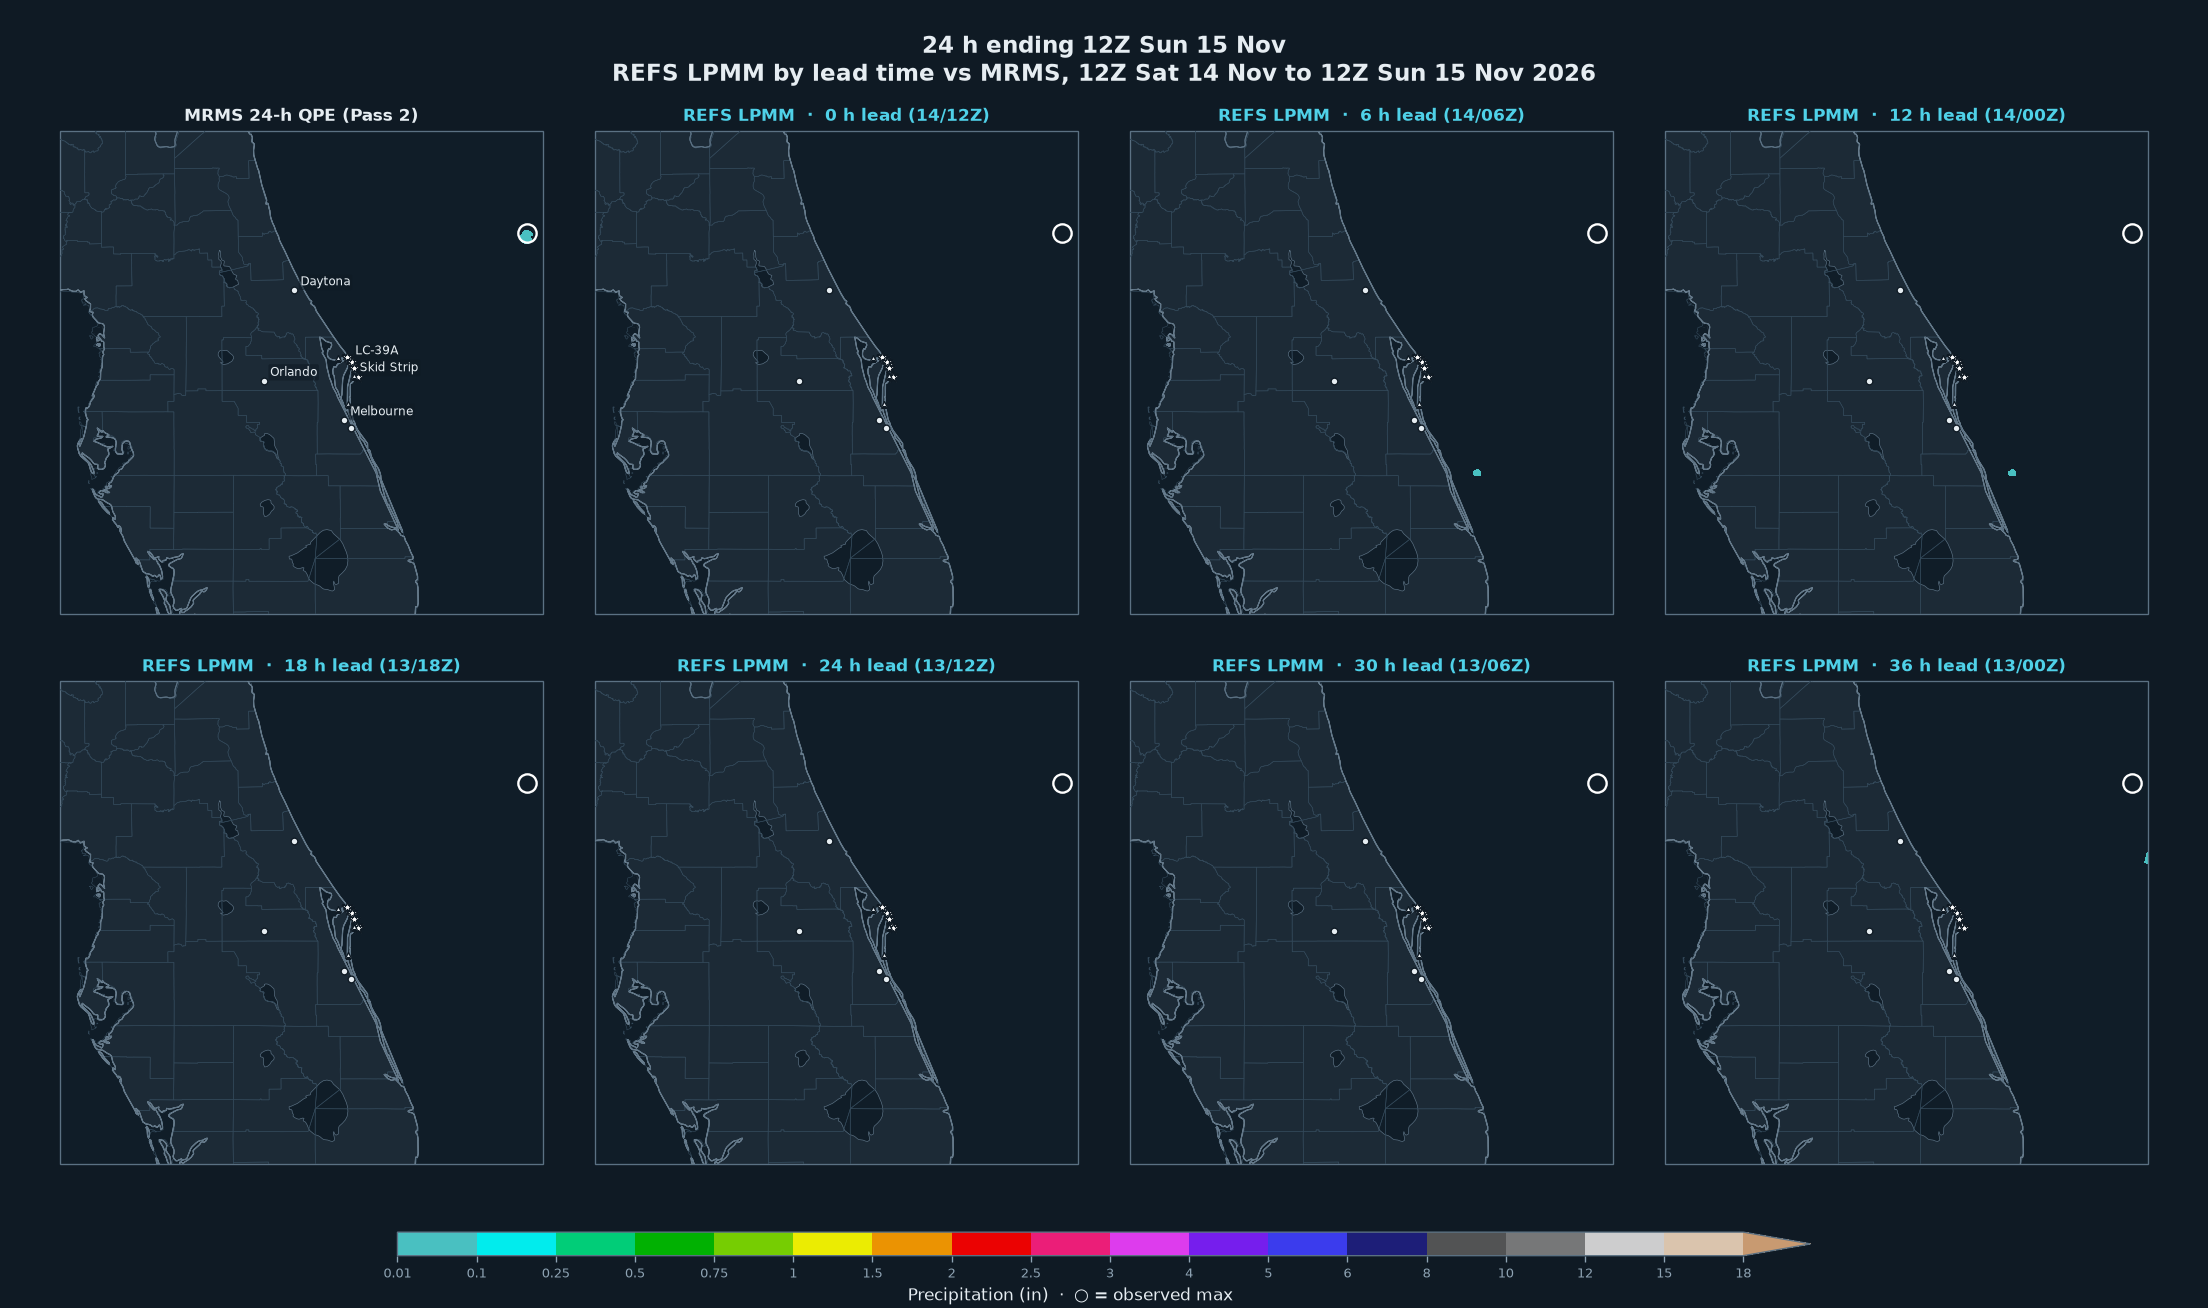 24 h ending 12Z Sun 15 Nov
REFS LPMM by lead time vs MRMS, 12Z Sat 14 Nov to 12Z Sun 15 Nov 2026
MRMS 24-h QPE (Pass 2)
REFS LPMM · 0 h lead (14/12Z)
REFS LPMM · 6 h lead (14/06Z)
REFS LPMM · 12 h lead (14/00Z)
Daytona
LC-39A
Skid Strip
Orlando
Melbourne
REFS LPMM · 18 h lead (13/18Z)
REFS LPMM · 24 h lead (13/12Z)
REFS LPMM · 30 h lead (13/06Z)
REFS LPMM · 36 h lead (13/00Z)
0.01 0.1 0.25 0.5 0.75 1 1.5 2 2.5 3 4 5 6 8 10 12 15 18
Precipitation (in) · ○ = observed max